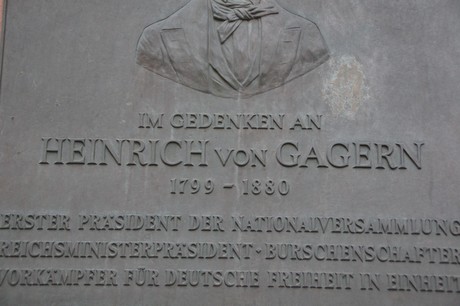 IM GEDENKEN AN
HEINRICH VON GAGERN
1799 - 1880
ERSTER PRÄSIDENT DER NATIONALVERSAMMLUNG
REICHSMINISTERPRÄSIDENT · BURSCHENSCHAFTER
VORKÄMPFER FÜR DEUTSCHE FREIHEIT IN EINHEIT